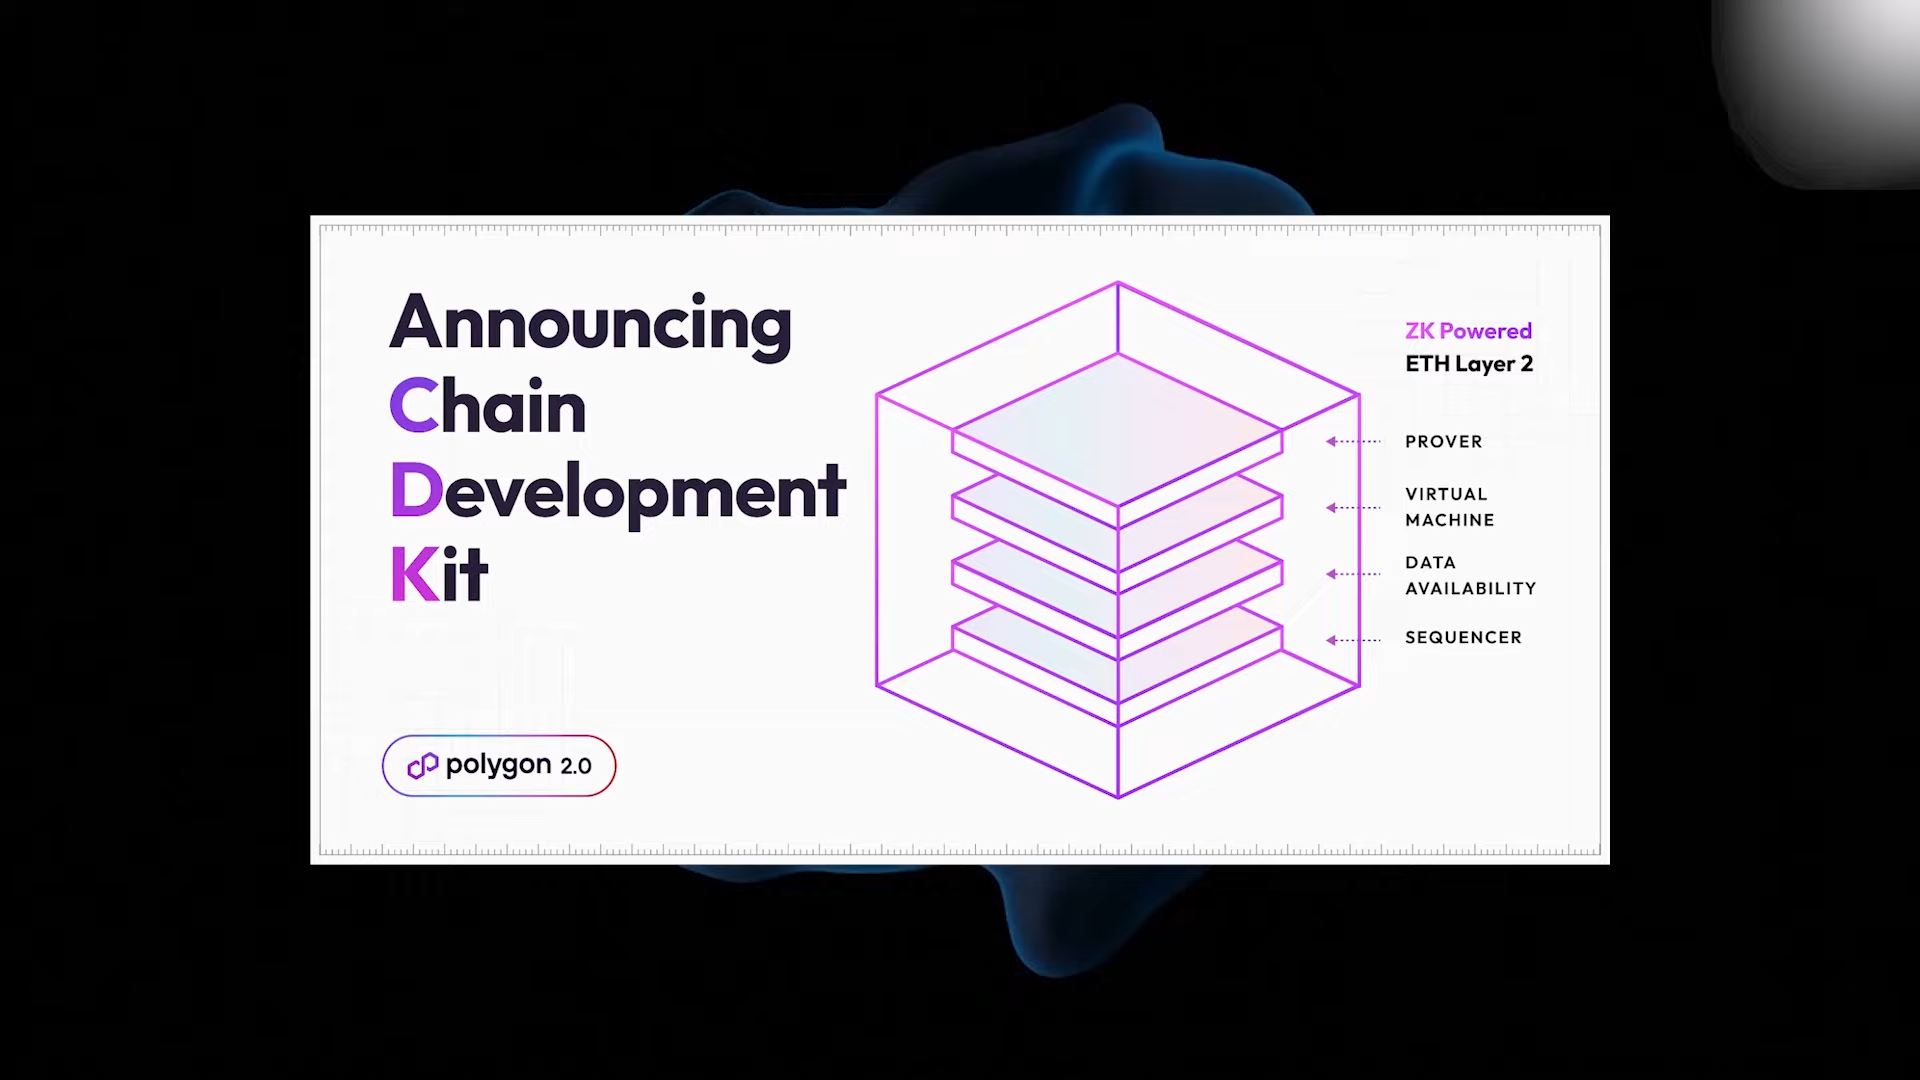 Announcing
Chain
Development
Kit
polygon 2.0
ZK Powered
ETH Layer 2
PROVER
VIRTUAL
MACHINE
DATA
AVAILABILITY
SEQUENCER